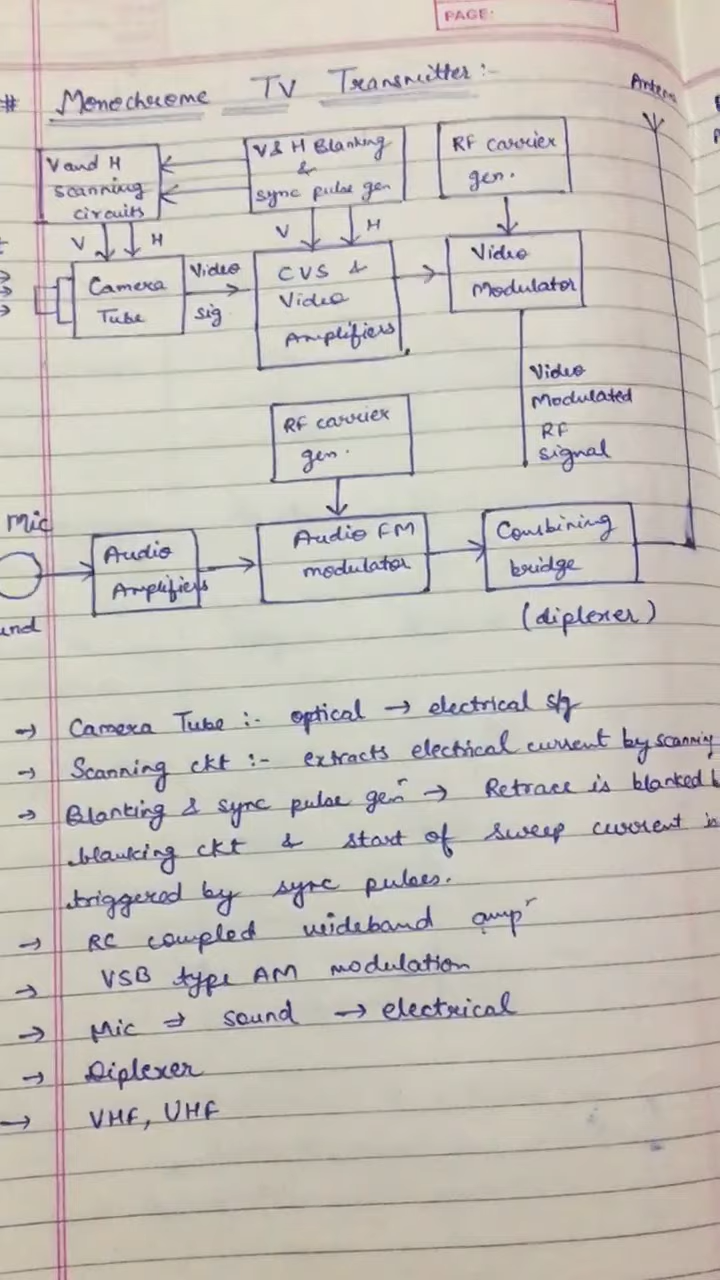 PAGE:
# Monochrome TV Transmitter :-
Antenna
V and H
scanning
circuits
V & H Blanking
&
sync pulse gen
RF carrier
gen.
V H
V H
Camera
Tube
Video
sig
CVS &
Video
Amplifiers
Video
Modulator
Video
Modulated
RF
signal
RF carrier
gen.
Mic
Audio
Amplifiers
Audio FM
modulator
Combining
bridge
(diplexer)
und
→ Camera Tube :- optical → electrical s/g
→ Scanning ckt :- extracts electrical current by scanning
→ Blanking & sync pulse genr → Retrace is blanked b
blanking ckt & start of sweep current is
triggered by sync pulses.
→ RC coupled wideband ampr
→ VSB type AM modulation
→ Mic ⇒ sound → electrical
→ Diplexer
→ VHF, UHF